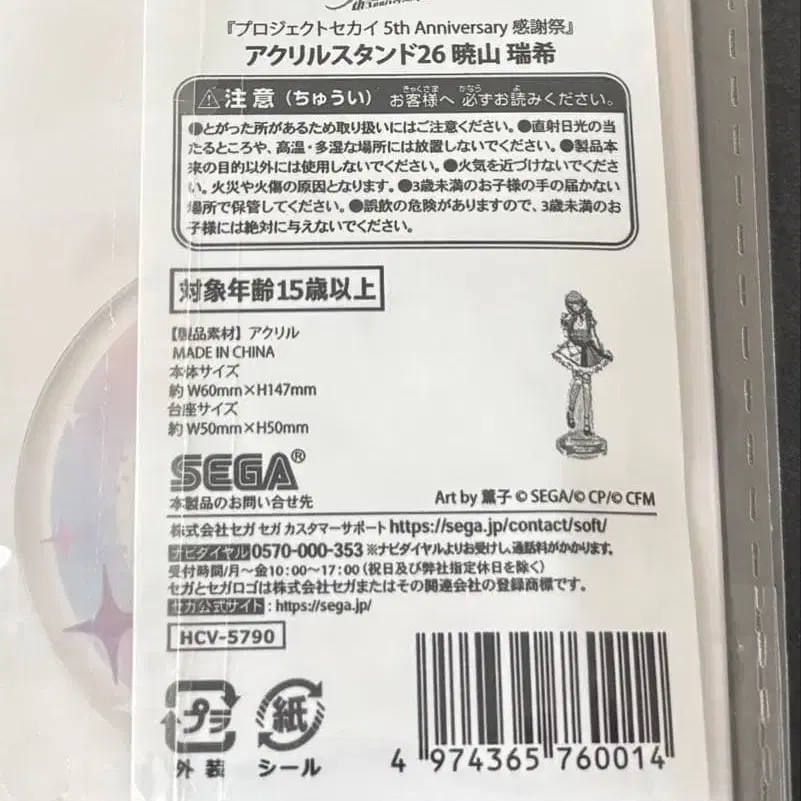 『プロジェクトセカイ 5th Anniversary 感謝祭』
アクリルスタンド26 暁山 瑞希
注意（ちゅうい） お客様へ 必ずお読みください。
●とがった所があるため取り扱いにはご注意ください。●直射日光の当
たるところや、高温・多湿な場所には放置しないでください。●製品本
来の目的以外には使用しないでください。●火気を近づけないでくださ
い。火災や火傷の原因となります。●3歳未満のお子様の手の届かない
場所で保管してください。●誤飲の危険がありますので、3歳未満のお
子様には絶対に与えないでください。
対象年齢15歳以上
【製品素材】アクリル
MADE IN CHINA
本体サイズ
約 W60mm×H147mm
台座サイズ
約 W50mm×H50mm
SEGA®
本製品のお問い合せ先
Art by 薫子 © SEGA/© CP/© CFM
株式会社セガ セガ カスタマーサポート https://sega.jp/contact/soft/
ナビダイヤル 0570-000-353 ※ナビダイヤルよりお受けし、通話料がかかります。
受付時間/月～金10:00～17:00（祝日及び弊社指定休日を除く）
セガとセガロゴは株式会社セガまたはその関連会社の登録商標です。
セガ公式サイト：https://sega.jp/
HCV-5790
プラ 紙
外装 シール
4 974365 760014